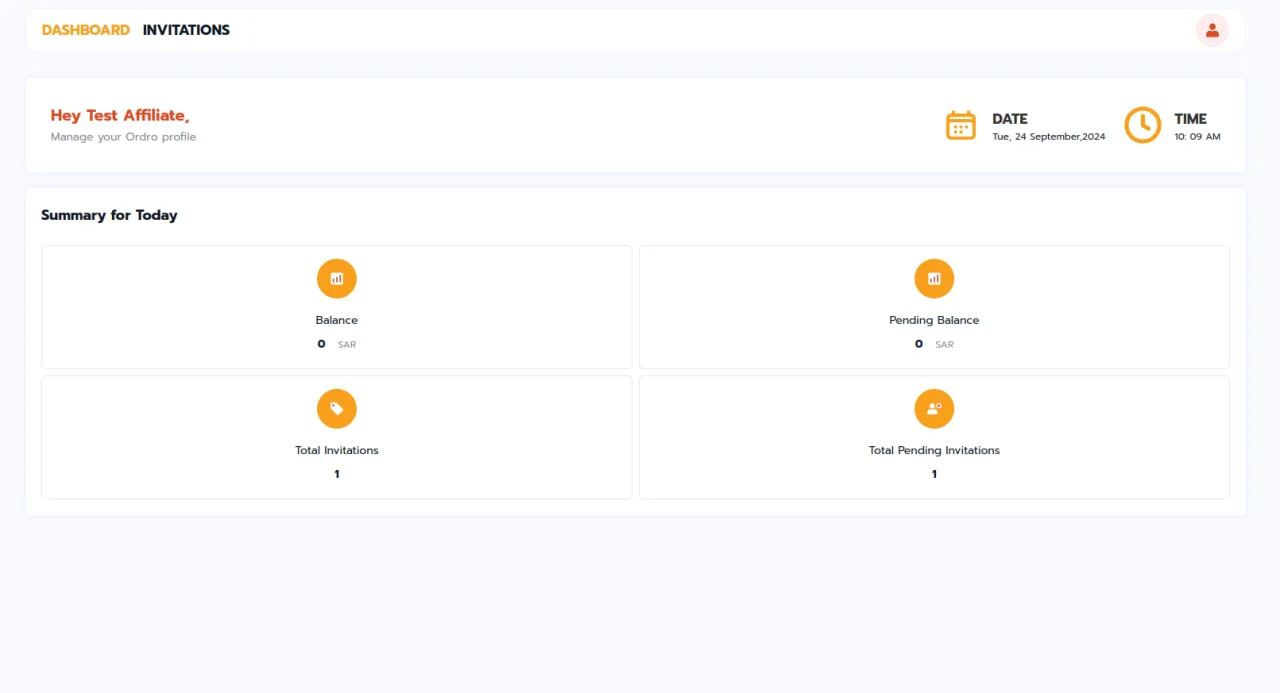 DASHBOARD INVITATIONS
Hey Test Affiliate,
Manage your Ordro profile
DATE
Tue, 24 September,2024
TIME
10: 09 AM
Summary for Today
Balance
0 SAR
Pending Balance
0 SAR
Total Invitations
1
Total Pending Invitations
1